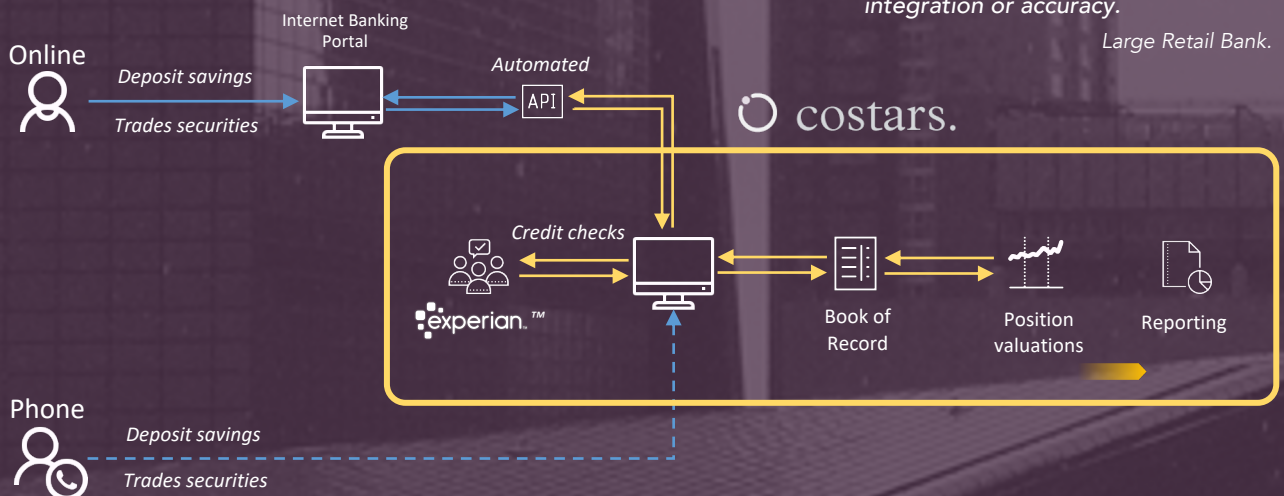 integration or accuracy.
Large Retail Bank.
Internet Banking
Portal
Online
Deposit savings
Trades securities
Automated
API
costars.
Credit checks
experian.™
Book of
Record
Position
valuations
Reporting
Phone
Deposit savings
Trades securities